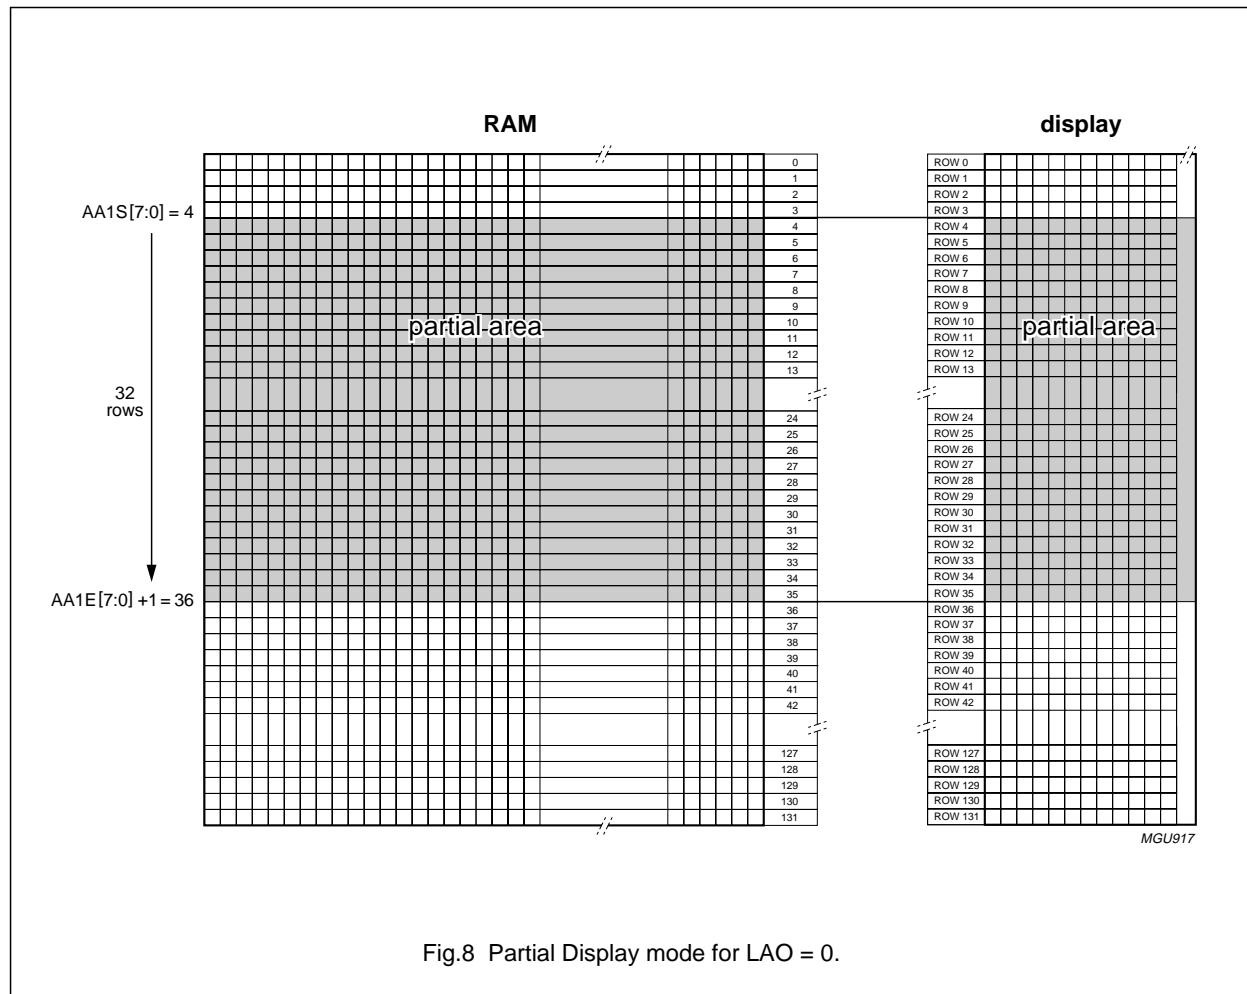 RAM
display
0 ROW 0
1 ROW 1
2 ROW 2
AA1S[7:0] = 4 3 ROW 3
4 ROW 4
5 ROW 5
6 ROW 6
7 ROW 7
8 ROW 8
9 ROW 9
partial area 10 ROW 10 partial area
11 ROW 11
12 ROW 12
13 ROW 13
32
rows
24 ROW 24
25 ROW 25
26 ROW 26
27 ROW 27
28 ROW 28
29 ROW 29
30 ROW 30
31 ROW 31
32 ROW 32
33 ROW 33
34 ROW 34
35 ROW 35
AA1E[7:0] +1 = 36
36 ROW 36
37 ROW 37
38 ROW 38
39 ROW 39
40 ROW 40
41 ROW 41
42 ROW 42
127 ROW 127
128 ROW 128
129 ROW 129
130 ROW 130
131 ROW 131
MGU917
Fig.8 Partial Display mode for LAO = 0.